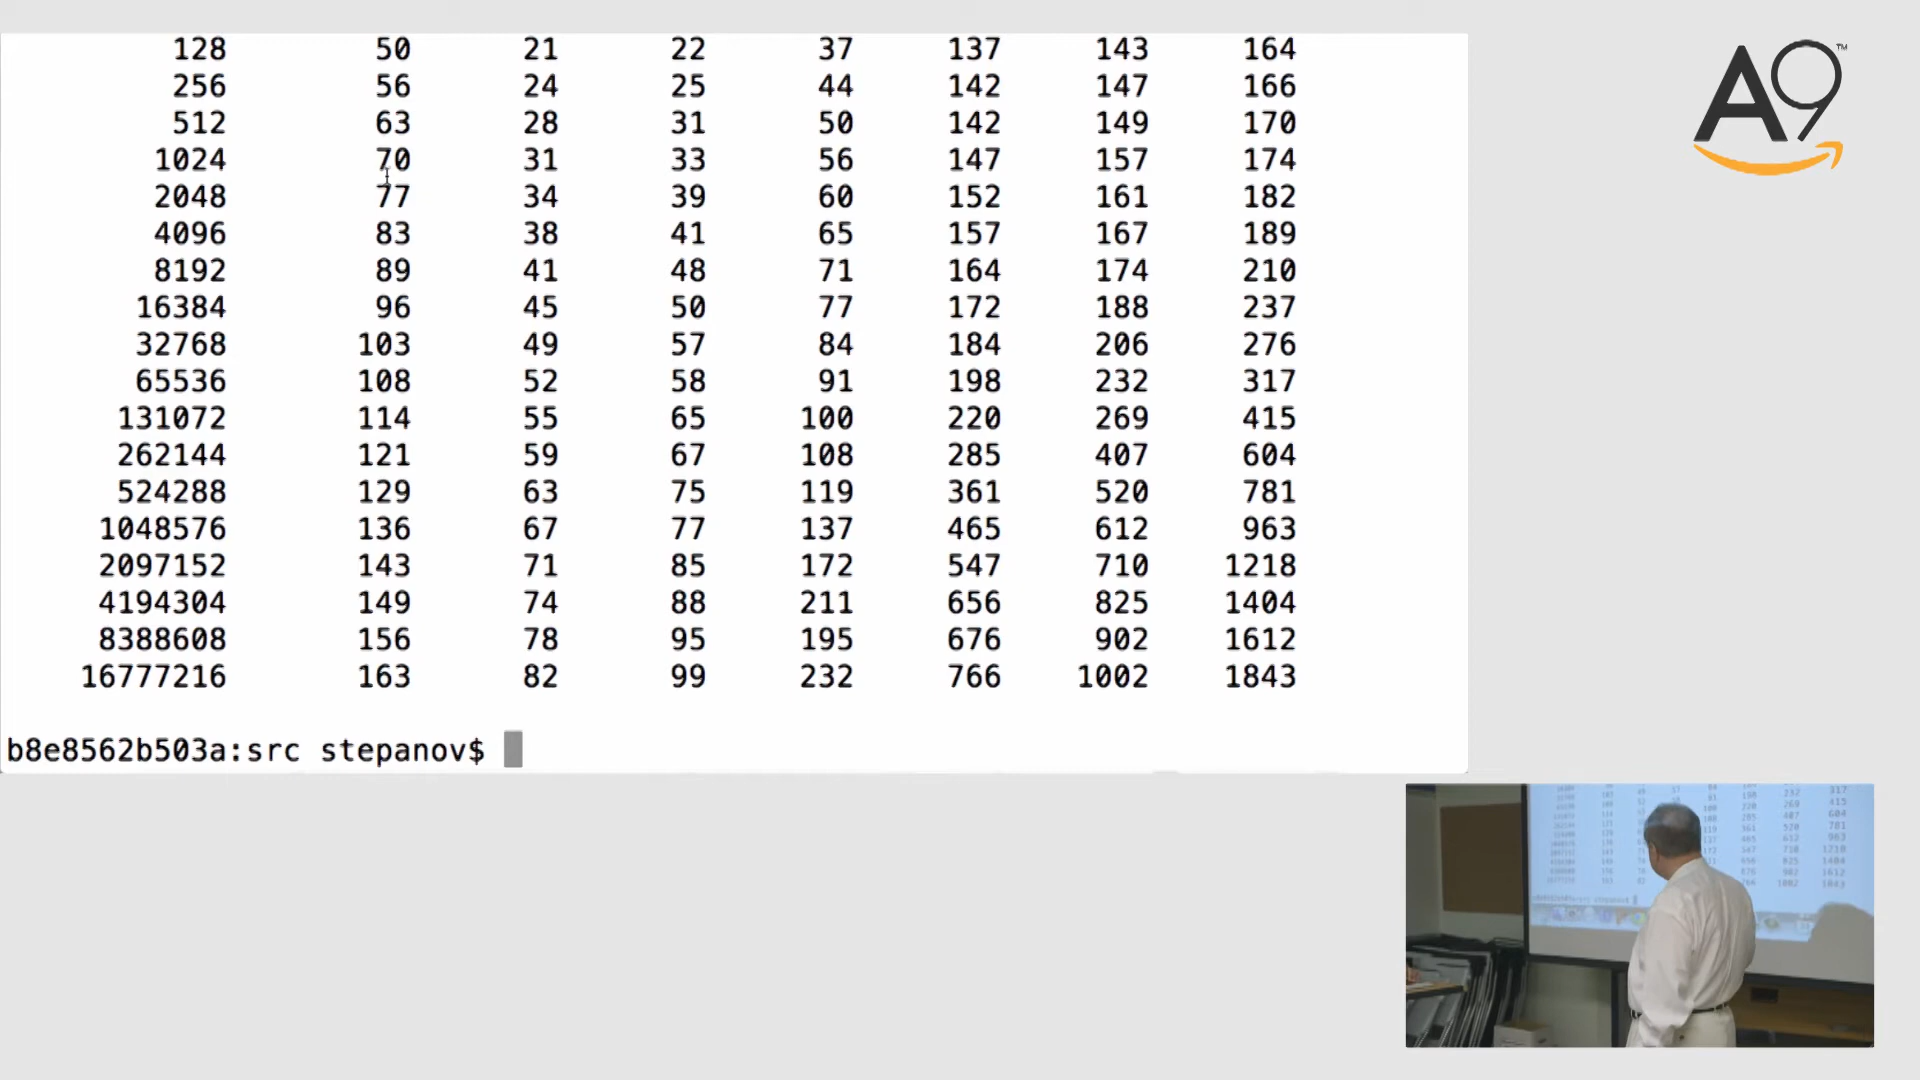 128 50 21 22 37 137 143 164
256 56 24 25 44 142 147 166
512 63 28 31 50 142 149 170
1024 70 31 33 56 147 157 174
2048 77 34 39 60 152 161 182
4096 83 38 41 65 157 167 189
8192 89 41 48 71 164 174 210
16384 96 45 50 77 172 188 237
32768 103 49 57 84 184 206 276
65536 108 52 58 91 198 232 317
131072 114 55 65 100 220 269 415
262144 121 59 67 108 285 407 604
524288 129 63 75 119 361 520 781
1048576 136 67 77 137 465 612 963
2097152 143 71 85 172 547 710 1218
4194304 149 74 88 211 656 825 1404
8388608 156 78 95 195 676 902 1612
16777216 163 82 99 232 766 1002 1843
b8e8562b503a:src stepanov$
A9™